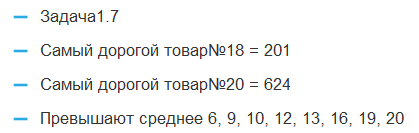 Задача1.7
Самый дорогой товар№18 = 201
Самый дорогой товар№20 = 624
Превышают среднее 6, 9, 10, 12, 13, 16, 19, 20